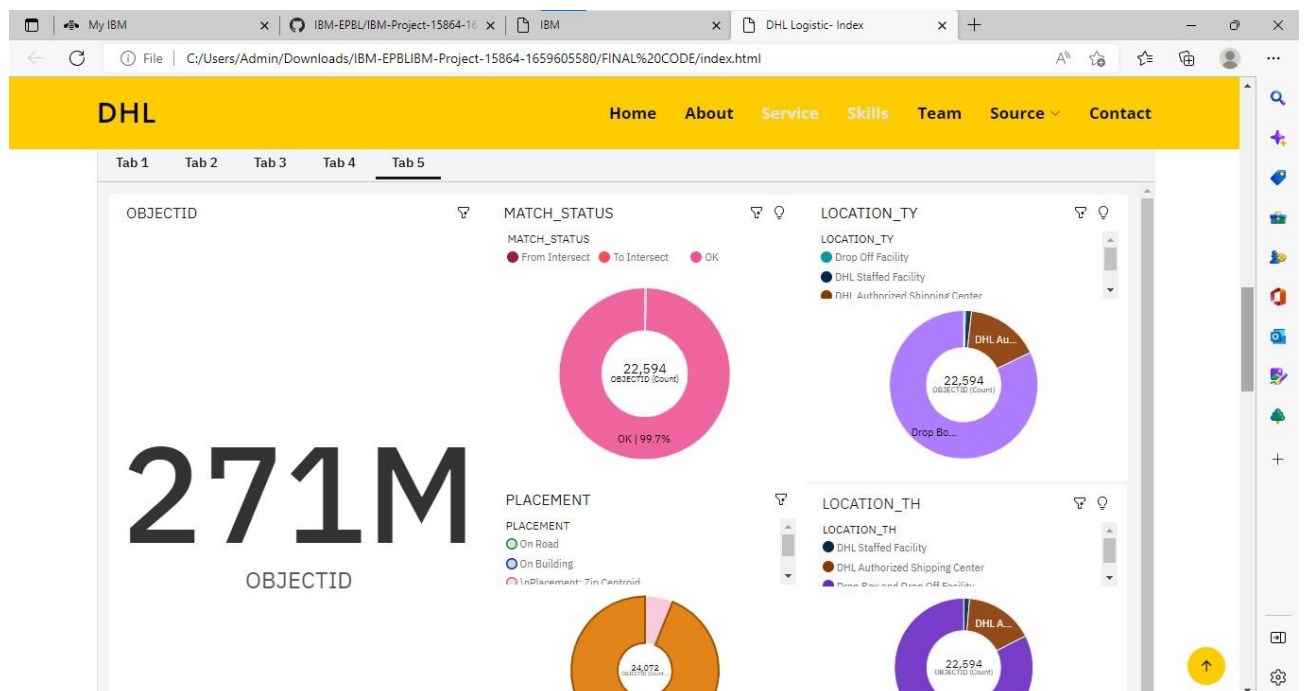 My IBM
IBM-EPBL/IBM-Project-15864-16
IBM
DHL Logistic- Index
File
C:/Users/Admin/Downloads/IBM-EPBLIBM-Project-15864-1659605580/FINAL%20CODE/index.html
DHL
Home About Service Skills Team Source Contact
Tab 1 Tab 2 Tab 3 Tab 4 Tab 5
OBJECTID
271M
OBJECTID
MATCH_STATUS
MATCH_STATUS
From Intersect To Intersect OK
22,594
OBJECTID (Count)
OK | 99.7%
LOCATION_TY
LOCATION_TY
Drop Off Facility
DHL Staffed Facility
DHL Authorized Shipping Center
DHL Au...
22,594
OBJECTID (Count)
Drop Bo...
PLACEMENT
PLACEMENT
On Road
On Building
\nPlacement: Zip Centroid
24,072
OBJECTID (Count...
LOCATION_TH
LOCATION_TH
DHL Staffed Facility
DHL Authorized Shipping Center
Drop Box and Drop Off Facility
DHL A...
22,594
OBJECTID (Count)